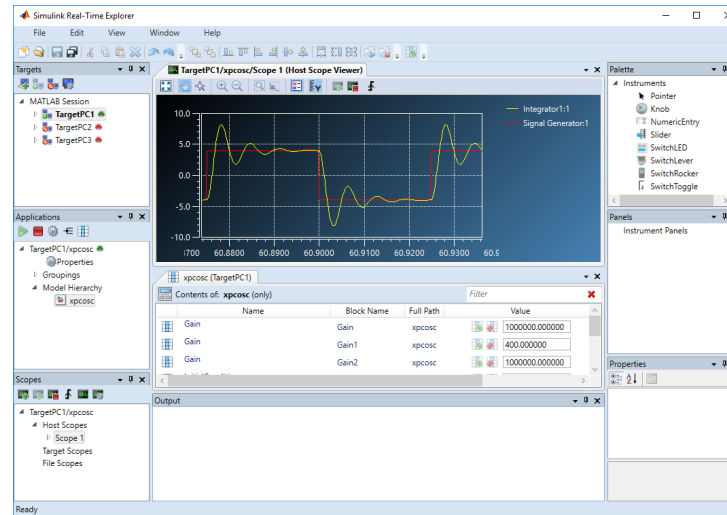 Simulink Real-Time Explorer
File Edit View Window Help
Targets
MATLAB Session
TargetPC1
TargetPC2
TargetPC3
Applications
TargetPC1/xpcosc
Properties
Groupings
Model Hierarchy
xpcosc
Scopes
TargetPC1/xpcosc
Host Scopes
Scope 1
Target Scopes
File Scopes
TargetPC1/xpcosc/Scope 1 (Host Scope Viewer)
Integrator1:1
Signal Generator:1
10.0
5.0
0.0
-5.0
-10.0
8700 60.8800 60.8900 60.9000 60.9100 60.9200 60.9300 60.9
xpcosc (TargetPC1)
Contents of: xpcosc (only) Filter
Name Block Name Full Path Value
Gain Gain xpcosc 1000000.000000
Gain Gain1 xpcosc 400.000000
Gain Gain2 xpcosc 1000000.000000
Output
Palette
Instruments
Pointer
Knob
NumericEntry
Slider
SwitchLED
SwitchLever
SwitchRocker
SwitchToggle
Panels
Instrument Panels
Properties
Ready